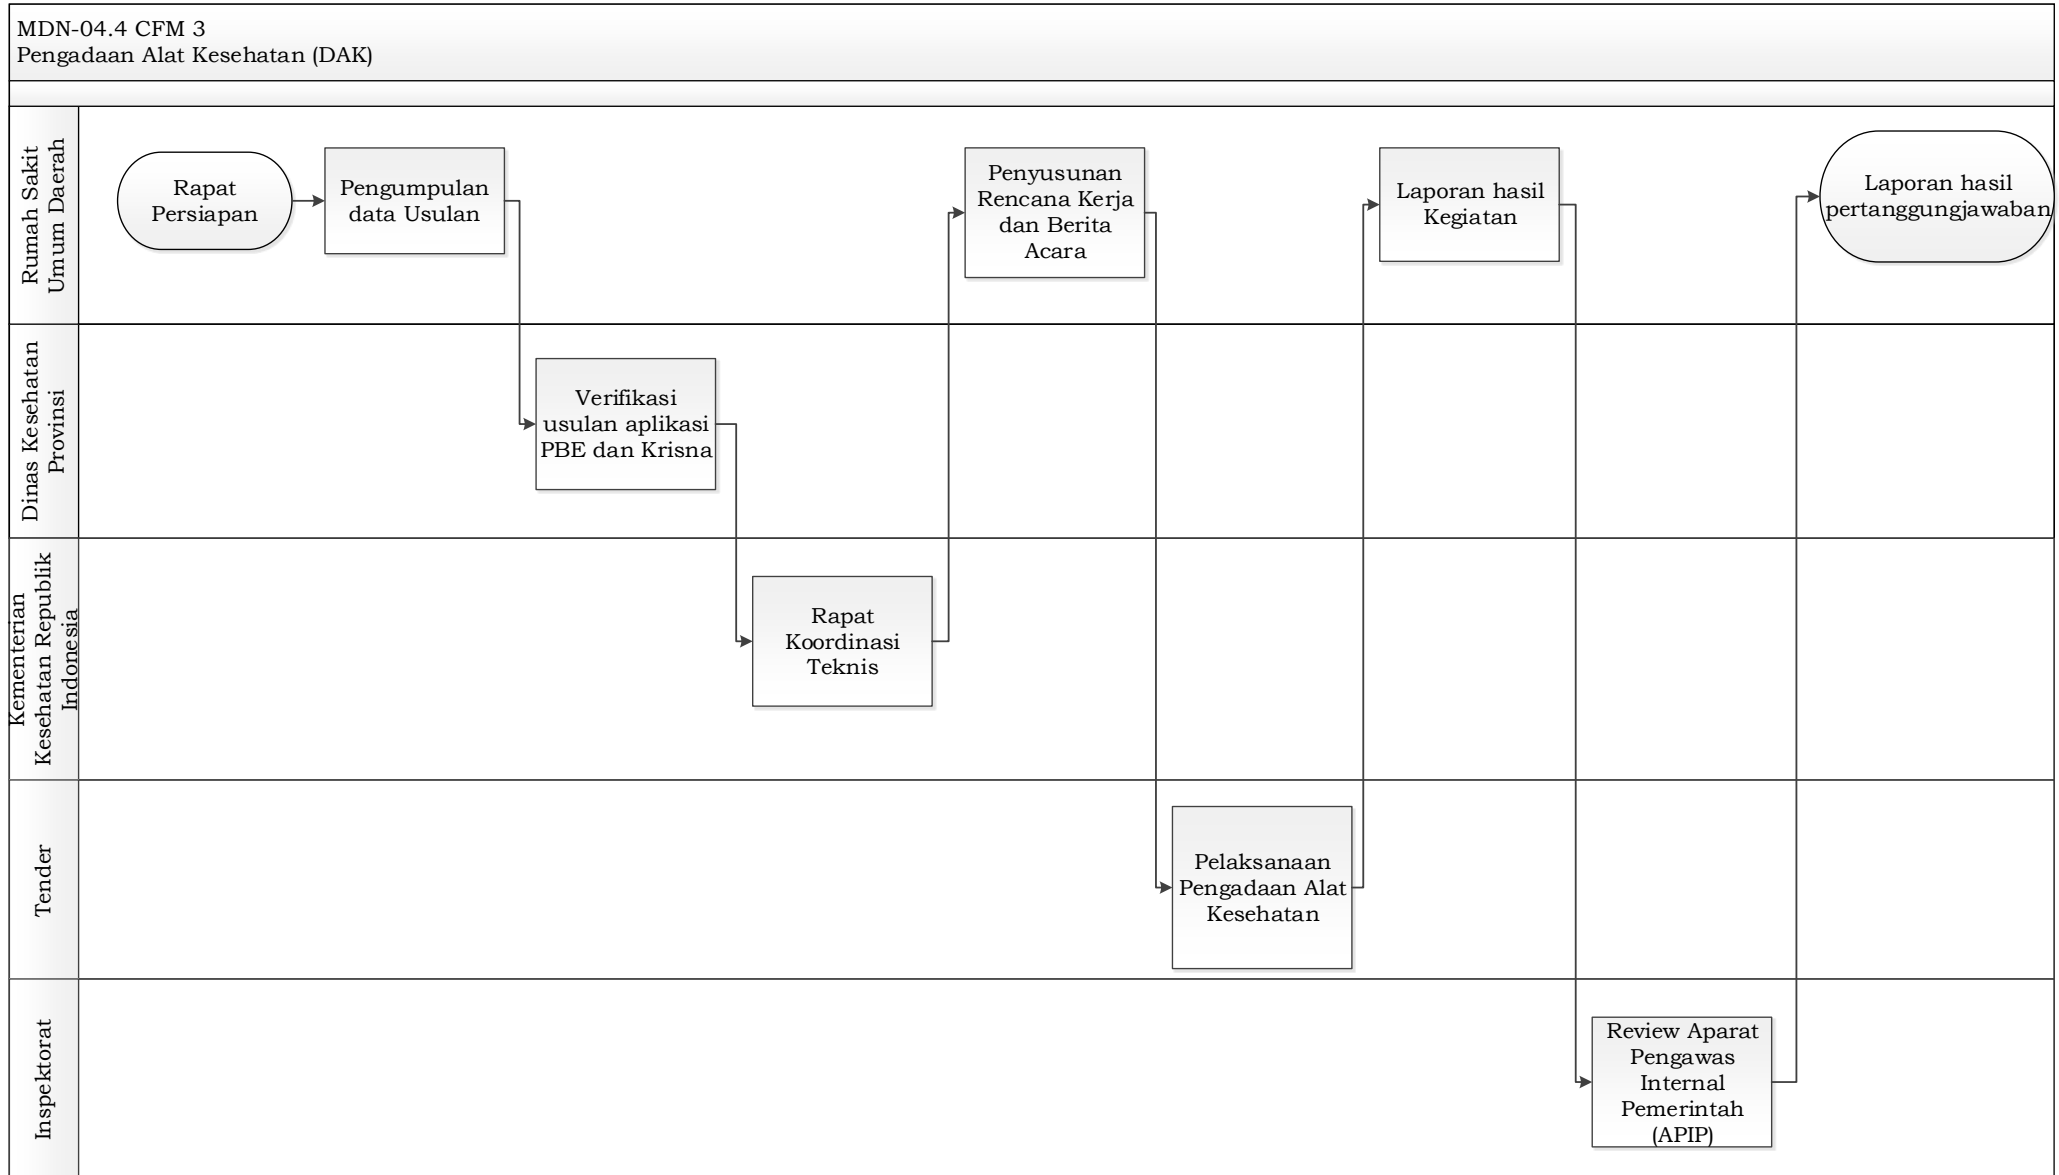 MDN-04.4 CFM 3
Pengadaan Alat Kesehatan (DAK)
Rumah Sakit
Umum Daerah
Rapat
Persiapan
Pengumpulan
data Usulan
Penyusunan
Rencana Kerja
dan Berita
Acara
Laporan hasil
Kegiatan
Laporan hasil
pertanggungjawaban
Dinas Kesehatan
Provinsi
Verifikasi
usulan aplikasi
PBE dan Krisna
Kementerian
Kesehatan Republik
Indonesia
Rapat
Koordinasi
Teknis
Tender
Pelaksanaan
Pengadaan Alat
Kesehatan
Inspektorat
Review Aparat
Pengawas
Internal
Pemerintah
(APIP)